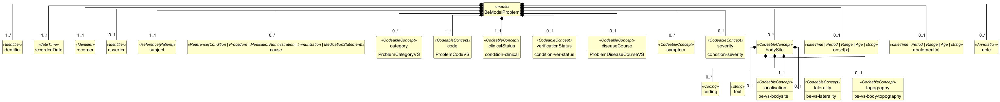 «model»
BeModelProblem
1..*
«Identifier»
identifier
1..1
«dateTime»
recordedDate
1..1
«Identifier»
recorder
0..1
«Identifier»
asserter
1..1
«Reference(Patient)»
subject
0..*
«Reference(Condition | Procedure | MedicationAdministration | Immunization | MedicationStatement)»
cause
0..*
«CodeableConcept»
category
ProblemCategoryVS
1..1
«CodeableConcept»
code
ProblemCodeVS
1..1
«CodeableConcept»
clinicalStatus
condition-clinical
0..1
«CodeableConcept»
verificationStatus
condition-ver-status
0..1
«CodeableConcept»
diseaseCourse
ProblemDiseaseCourseVS
0..*
«CodeableConcept»
symptom
0..1
«CodeableConcept»
severity
condition-severity
0..*
«CodeableConcept»
bodySite
0..1
«dateTime | Period | Range | Age | string»
onset[x]
0..1
«dateTime | Period | Range | Age | string»
abatement[x]
0..*
«Annotation»
note
0..*
«Coding»
coding
0..1
«string»
text
1..1
«CodeableConcept»
localisation
be-vs-bodysite
0..1
«CodeableConcept»
laterality
be-vs-laterality
0..1
«CodeableConcept»
topography
be-vs-body-topography